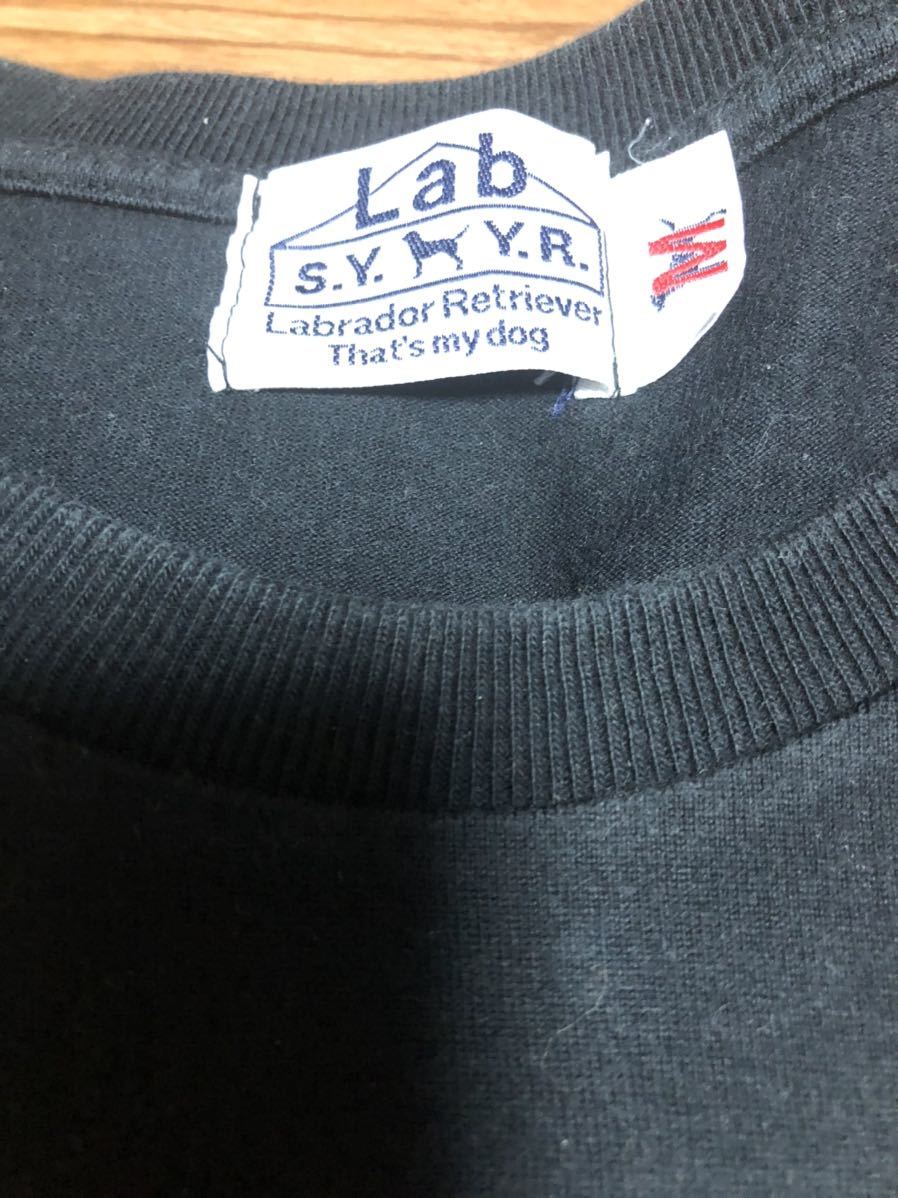 Lab
S.Y. Y.R.
Labrador Retriever
That's my dog
M